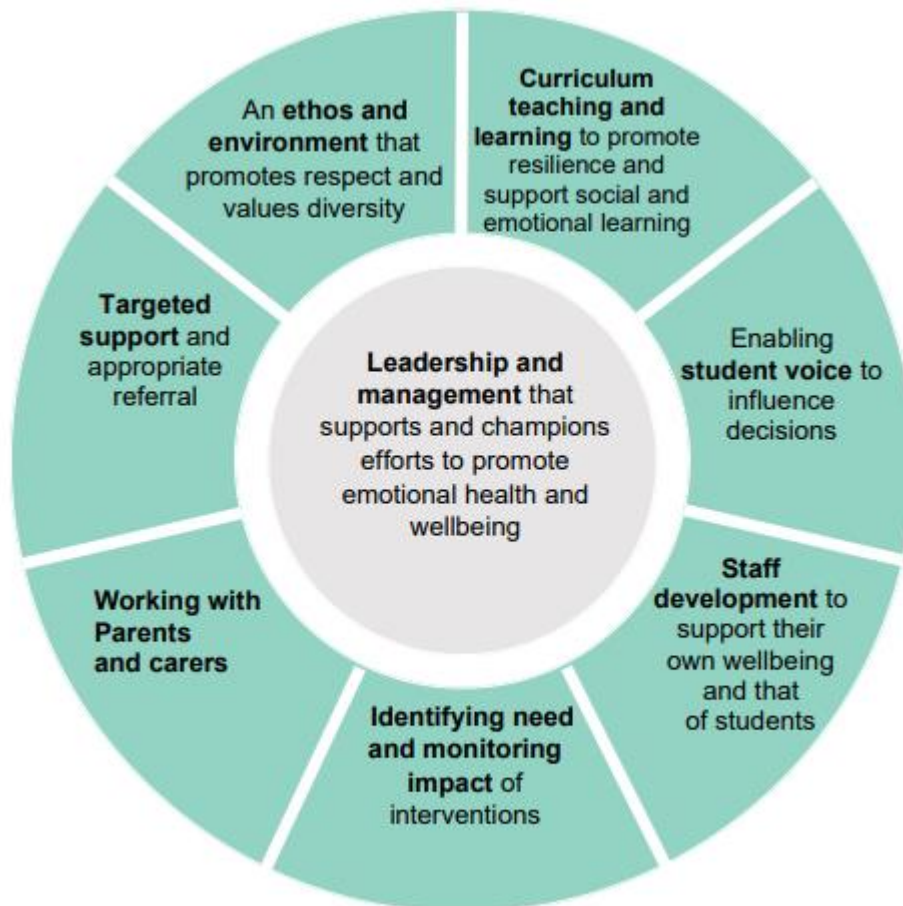 An ethos and
environment that
promotes respect and
values diversity
Curriculum
teaching and
learning to promote
resilience and
support social and
emotional learning
Enabling
student voice to
influence
decisions
Staff
development to
support their
own wellbeing
and that
of students
Identifying need
and monitoring
impact of
interventions
Working with
Parents
and carers
Targeted
support and
appropriate
referral
Leadership and
management that
supports and champions
efforts to promote
emotional health and
wellbeing